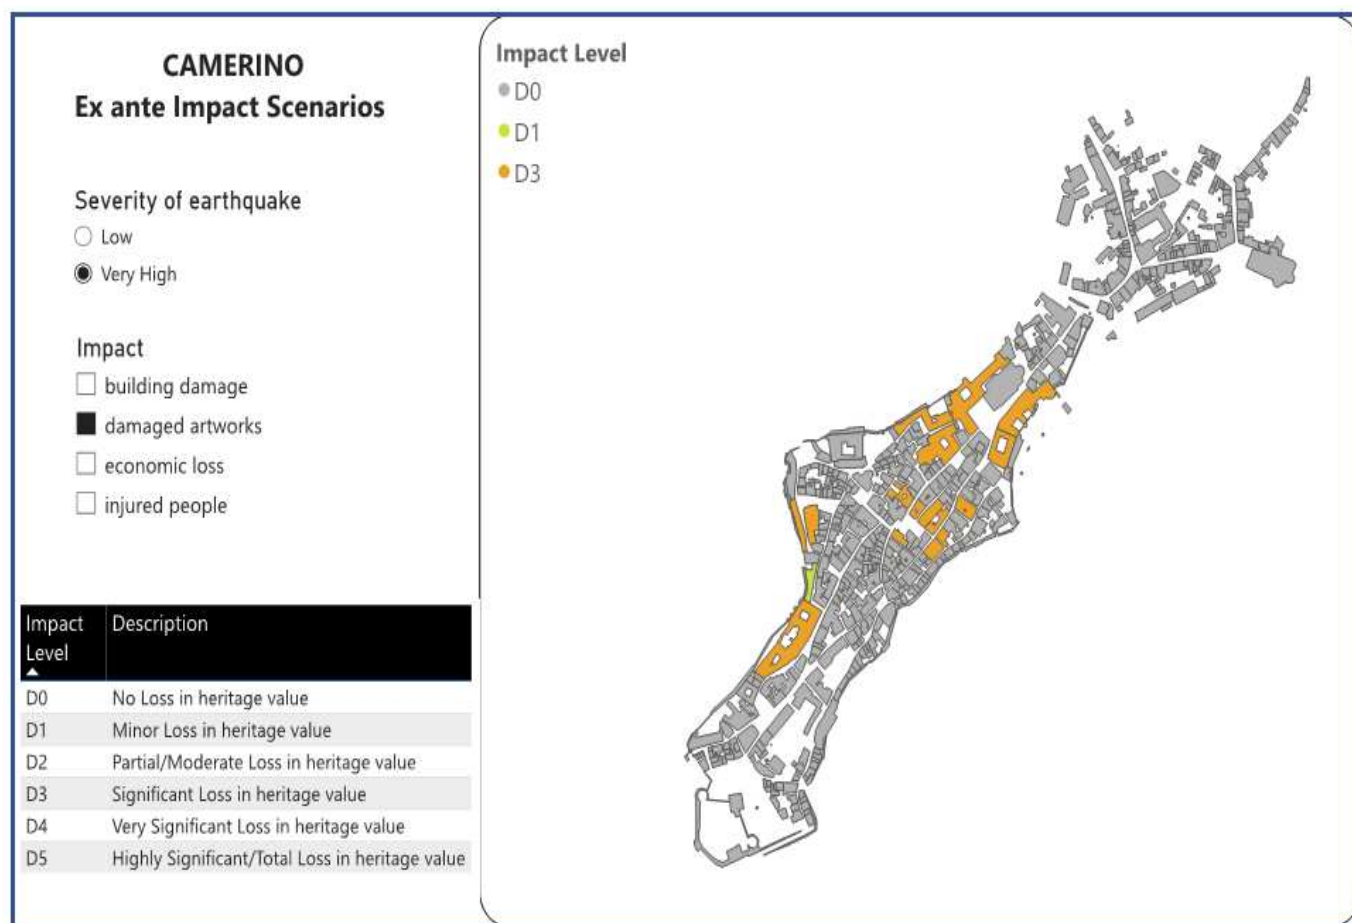 CAMERINO
Ex ante Impact Scenarios
Severity of earthquake
Low
Very High
Impact
building damage
damaged artworks
economic loss
injured people
Impact Level
Description
D0 No Loss in heritage value
D1 Minor Loss in heritage value
D2 Partial/Moderate Loss in heritage value
D3 Significant Loss in heritage value
D4 Very Significant Loss in heritage value
D5 Highly Significant/Total Loss in heritage value
Impact Level
D0
D1
D3